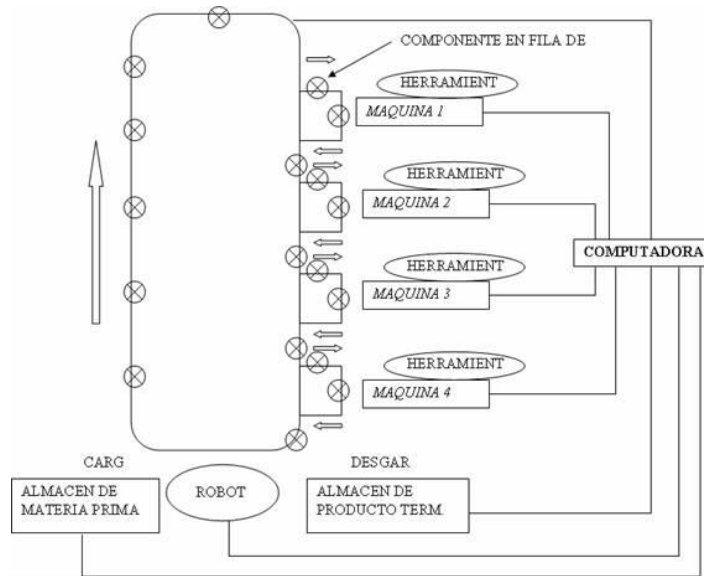 COMPONENTE EN FILA DE
HERRAMIENT
MAQUINA 1
HERRAMIENT
MAQUINA 2
COMPUTADORA
HERRAMIENT
MAQUINA 3
HERRAMIENT
MAQUINA 4
CARG
DESGAR
ALMACEN DE
MATERIA PRIMA
ROBOT
ALMACEN DE
PRODUCTO TERM.